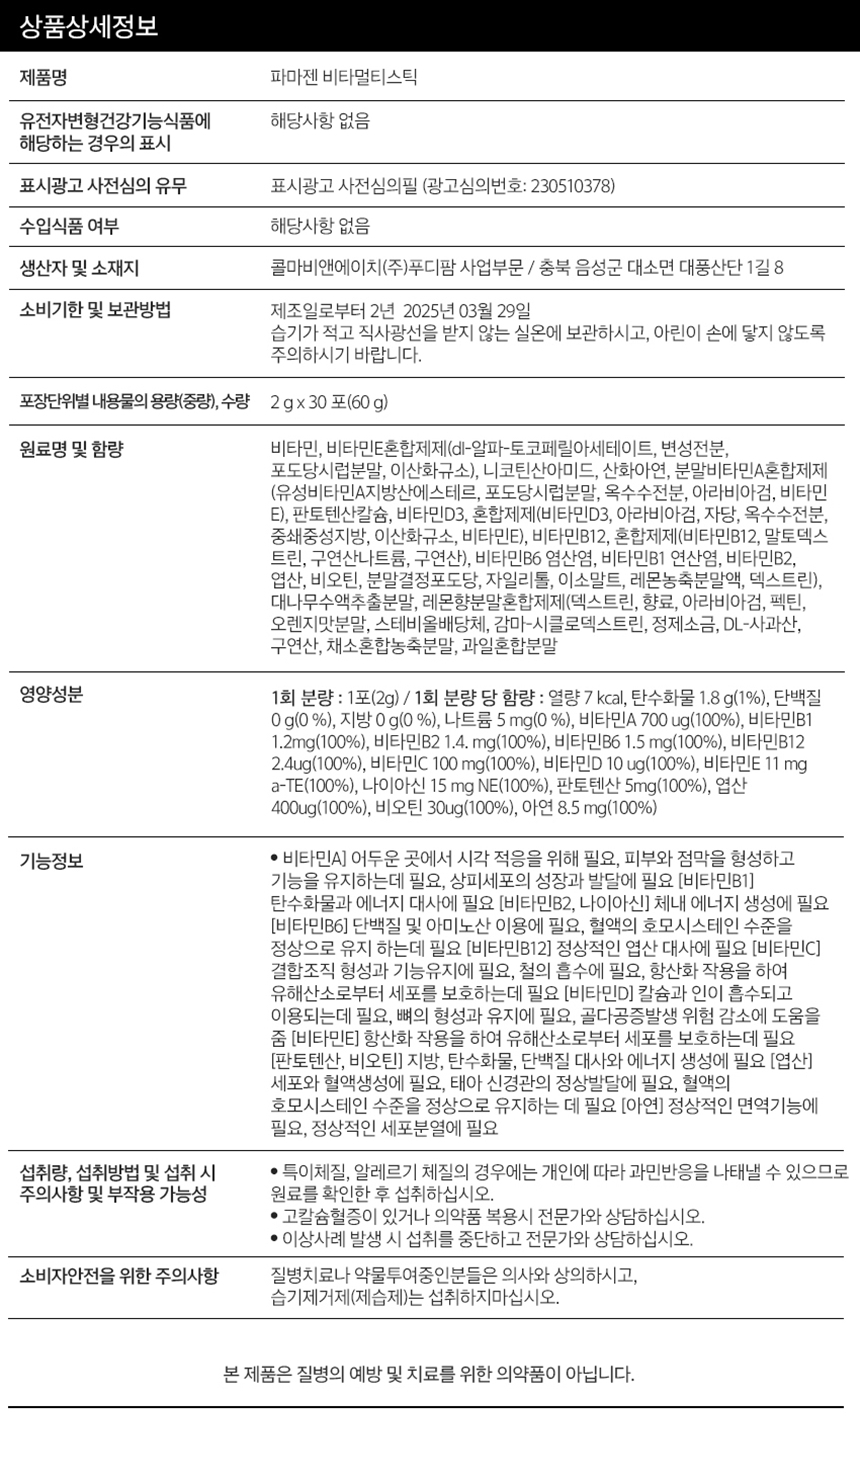 상품상세정보
제품명
파마젠 비타멀티스틱
유전자변형건강기능식품에
해당하는 경우의 표시
해당사항 없음
표시광고 사전심의 유무
표시광고 사전심의필 (광고심의번호: 230510378)
수입식품 여부
해당사항 없음
생산자 및 소재지
콜마비앤에이치(주)푸디팜 사업부문 / 충북 음성군 대소면 대풍산단 1길 8
소비기한 및 보관방법
제조일로부터 2년  2025년 03월 29일
습기가 적고 직사광선을 받지 않는 실온에 보관하시고, 아린이 손에 닿지 않도록
주의하시기 바랍니다.
포장단위별 내용물의 용량(중량), 수량
2 g x 30 포(60 g)
원료명 및 함량
비타민, 비타민E혼합제제(dl-알파-토코페릴아세테이트, 변성전분,
포도당시럽분말, 이산화규소), 니코틴산아미드, 산화아연, 분말비타민A혼합제제
(유성비타민A지방산에스테르, 포도당시럽분말, 옥수수전분, 아라비아검, 비타민
E), 판토텐산칼슘, 비타민D3, 혼합제제(비타민D3, 아라비아검, 자당, 옥수수전분,
중쇄중성지방, 이산화규소, 비타민E), 비타민B12, 혼합제제(비타민B12, 말토덱스
트린, 구연산나트륨, 구연산), 비타민B6 염산염, 비타민B1 연산염, 비타민B2,
엽산, 비오틴, 분말결정포도당, 자일리톨, 이소말트, 레몬농축분말액, 덱스트린),
대나무수액추출분말, 레몬향분말혼합제제(덱스트린, 향료, 아라비아검, 펙틴,
오렌지맛분말, 스테비올배당체, 감마-시클로덱스트린, 정제소금, DL-사과산,
구연산, 채소혼합농축분말, 과일혼합분말
영양성분
1회 분량 : 1포(2g) / 1회 분량 당 함량 : 열량 7 kcal, 탄수화물 1.8 g(1%), 단백질
0 g(0 %), 지방 0 g(0 %), 나트륨 5 mg(0 %), 비타민A 700 ug(100%), 비타민B1
1.2mg(100%), 비타민B2 1.4. mg(100%), 비타민B6 1.5 mg(100%), 비타민B12
2.4ug(100%), 비타민C 100 mg(100%), 비타민D 10 ug(100%), 비타민E 11 mg
a-TE(100%), 나이아신 15 mg NE(100%), 판토텐산 5mg(100%), 엽산
400ug(100%), 비오틴 30ug(100%), 아연 8.5 mg(100%)
기능정보
• 비타민A] 어두운 곳에서 시각 적응을 위해 필요, 피부와 점막을 형성하고
기능을 유지하는데 필요, 상피세포의 성장과 발달에 필요 [비타민B1]
탄수화물과 에너지 대사에 필요 [비타민B2, 나이아신] 체내 에너지 생성에 필요
[비타민B6] 단백질 및 아미노산 이용에 필요, 혈액의 호모시스테인 수준을
정상으로 유지 하는데 필요 [비타민B12] 정상적인 엽산 대사에 필요 [비타민C]
결합조직 형성과 기능유지에 필요, 철의 흡수에 필요, 항산화 작용을 하여
유해산소로부터 세포를 보호하는데 필요 [비타민D] 칼슘과 인이 흡수되고
이용되는데 필요, 뼈의 형성과 유지에 필요, 골다공증발생 위험 감소에 도움을
줌 [비타민E] 항산화 작용을 하여 유해산소로부터 세포를 보호하는데 필요
[판토텐산, 비오틴] 지방, 탄수화물, 단백질 대사와 에너지 생성에 필요 [엽산]
세포와 혈액생성에 필요, 태아 신경관의 정상발달에 필요, 혈액의
호모시스테인 수준을 정상으로 유지하는 데 필요 [아연] 정상적인 면역기능에
필요, 정상적인 세포분열에 필요
섭취량, 섭취방법 및 섭취 시
주의사항 및 부작용 가능성
• 특이체질, 알레르기 체질의 경우에는 개인에 따라 과민반응을 나태낼 수 있으므로
원료를 확인한 후 섭취하십시오.
• 고칼슘혈증이 있거나 의약품 복용시 전문가와 상담하십시오.
• 이상사례 발생 시 섭취를 중단하고 전문가와 상담하십시오.
소비자안전을 위한 주의사항
질병치료나 약물투여중인분들은 의사와 상의하시고,
습기제거제(제습제)는 섭취하지마십시오.
본 제품은 질병의 예방 및 치료를 위한 의약품이 아닙니다.